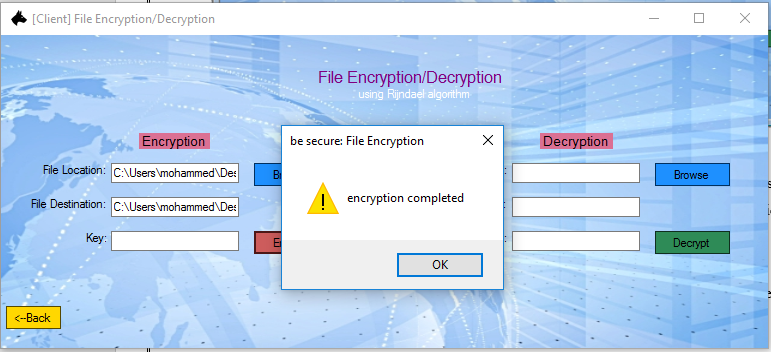 [Client] File Encryption/Decryption
File Encryption/Decryption
using Rijndael algorithm
Encryption
Decryption
be secure: File Encryption
encryption completed
OK
File Location:
C:\Users\mohammed\Des
Browse
File Destination:
C:\Users\mohammed\Des
Key:
Decrypt
<--Back